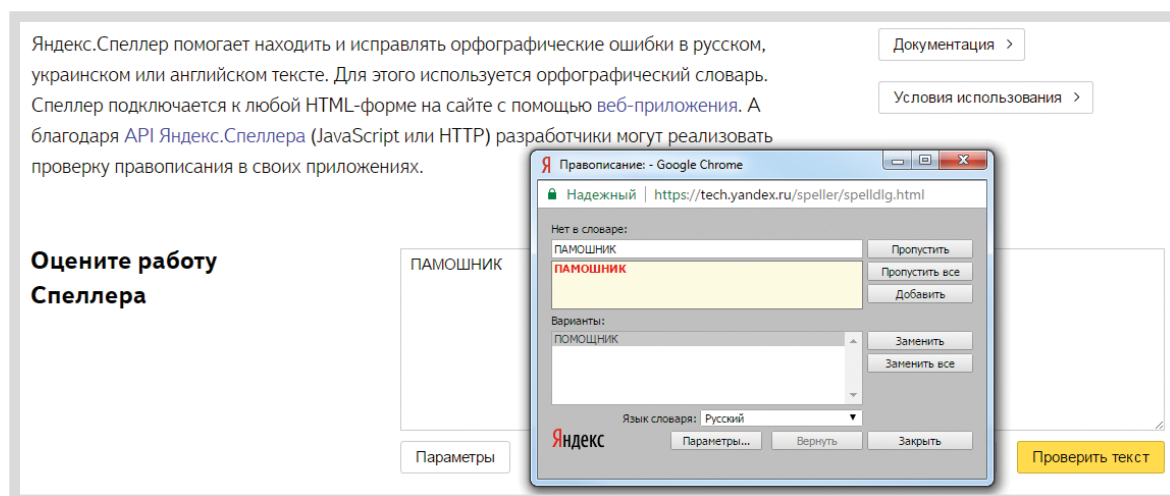 Яндекс.Спеллер помогает находить и исправлять орфографические ошибки в русском,
украинском или английском тексте. Для этого используется орфографический словарь.
Спеллер подключается к любой HTML-форме на сайте с помощью веб-приложения. А
благодаря API Яндекс.Спеллера (JavaScript или HTTP) разработчики могут реализовать
проверку правописания в своих приложениях.
Документация >
Условия использования >
Оцените работу
Спеллера
ПАМОШНИК
Параметры
Проверить текст
Я Правописание: - Google Chrome
Надежный | https://tech.yandex.ru/speller/spelldlg.html
Нет в словаре:
ПАМОШНИК
Пропустить
ПАМОШНИК
Пропустить все
Добавить
Варианты:
ПОМОЩНИК
Заменить
Заменить все
Язык словаря: Русский
Яндекс
Параметры...
Вернуть
Закрыть